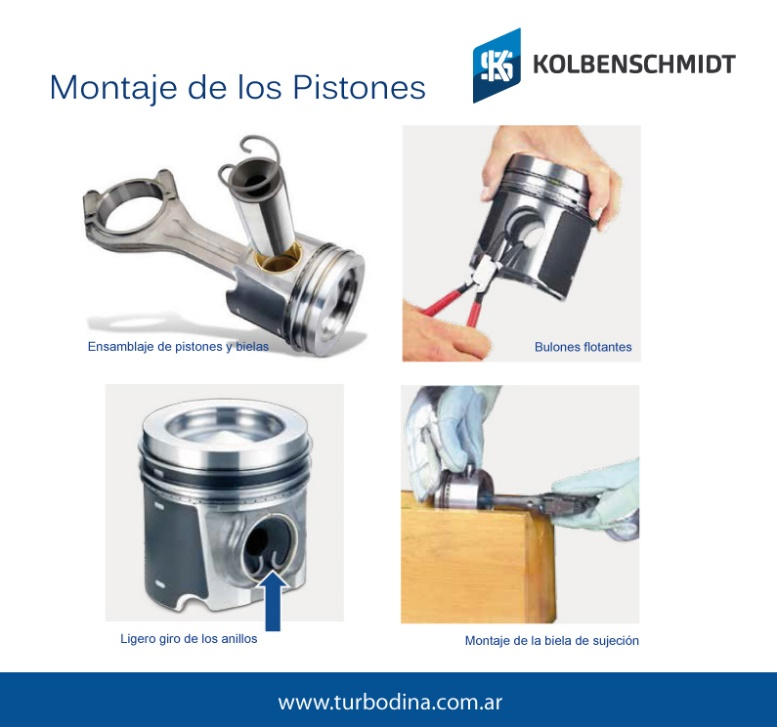 KS KOLBENSCHMIDT
Montaje de los Pistones
Ensamblaje de pistones y bielas
Bulones flotantes
Ligero giro de los anillos
Montaje de la biela de sujeción
www.turbodina.com.ar